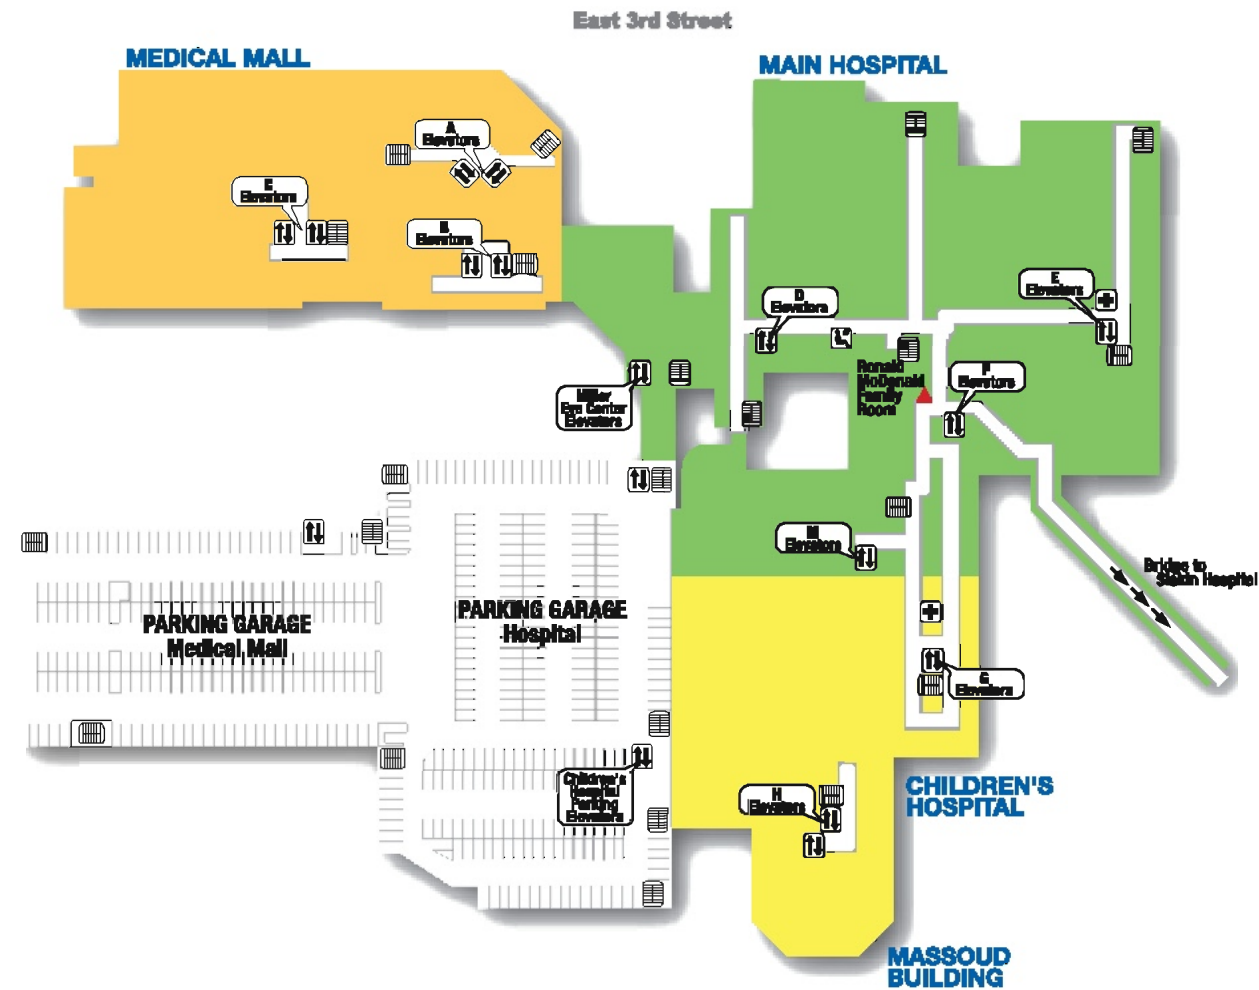 East 3rd Street
MEDICAL MALL
MAIN HOSPITAL
A
Elevators
C
Elevators
B
Elevators
D
Elevators
E
Elevators
F
Elevators
Ronald
McDonald
Family
Room
Miller
Eye Center
Elevators
M
Elevators
Bridge to
Hospital
PARKING GARAGE
Medical Mall
PARKING GARAGE
Hospital
G
Elevators
Children's
Hospital
Parking
Elevators
H
Elevators
CHILDREN'S
HOSPITAL
MASSOUD
BUILDING